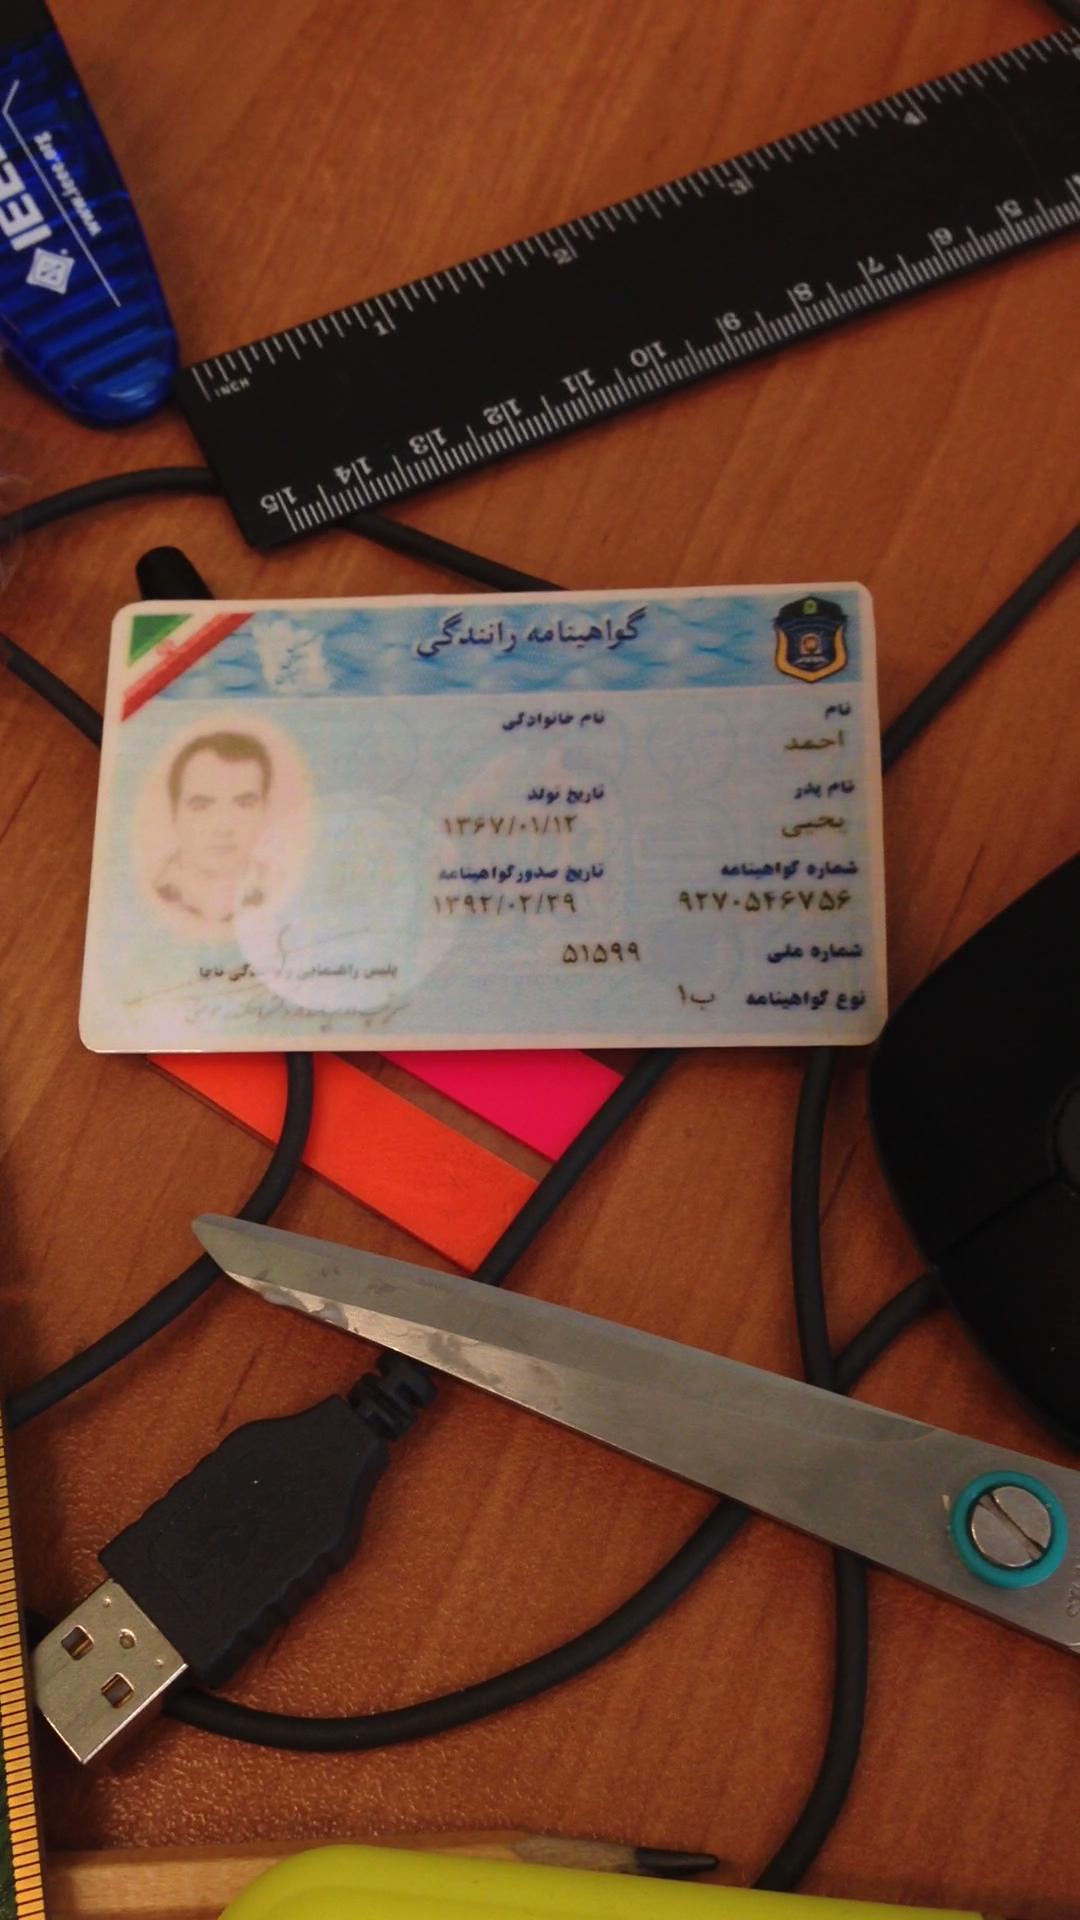 IEEE
www.ieee.org
INCH 1 2 3 4
15 14 13 12 11 10 9 8 7 6 5
گواهینامه رانندگی
نام
احمد
نام خانوادگی
نام پدر
یحیی
تاریخ تولد
۱۳۶۷/۰۱/۱۲
شماره گواهینامه
۹۲۷۰۵۴۶۷۵۶
تاریخ صدور گواهینامه
۱۳۹۲/۰۲/۲۹
شماره ملی
۵۱۵۹۹
نوع گواهینامه
ب۱
پلیس راهنمایی و رانندگی ناجا